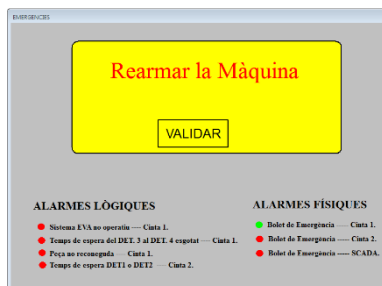 EMERGENCIES
Rearmar la Màquina
VALIDAR
ALARMES LÒGIQUES
Sistema EVA no operatiu ---- Cinta 1.
Temps de espera del DET. 3 al DET. 4 esgotat ---- Cinta 1.
Peça no reconeguda ---- Cinta 1.
Temps de espera DET1 o DET2 ---- Cinta 2.
ALARMES FÍSIQUES
Bolet de Emergència ----- Cinta 1.
Bolet de Emergència ----- Cinta 2.
Bolet de Emergència ----- SCADA.